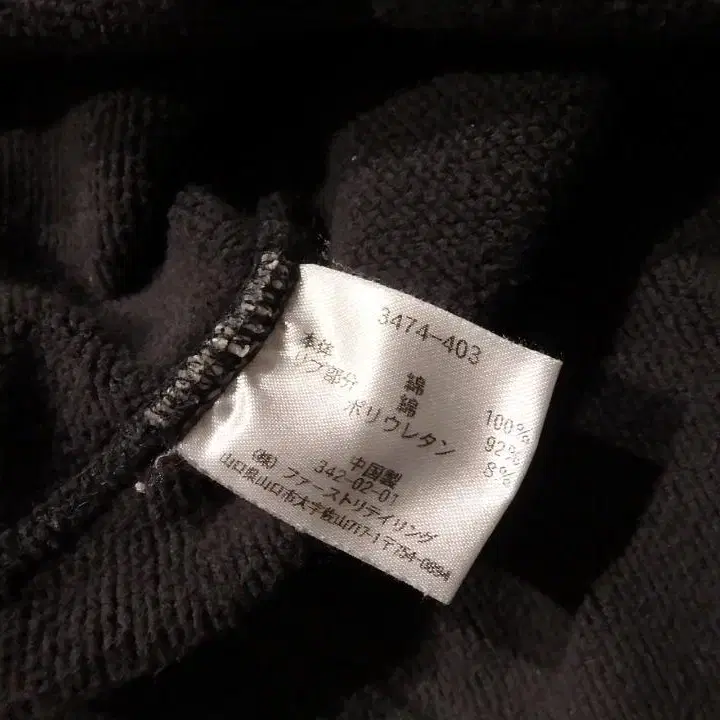 3474-403
本体 綿 100%
リブ部分 綿 92%
ポリウレタン 8%
中国製
342-02-01
(株) ファーストリテイリング
山口県山口市大字佐山717-1〒754-0894